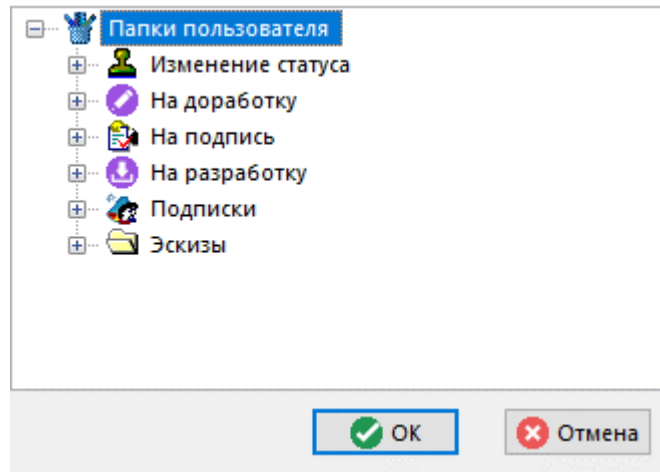 Папки пользователя
Изменение статуса
На доработку
На подпись
На разработку
Подписки
Эскизы
OK
Отмена